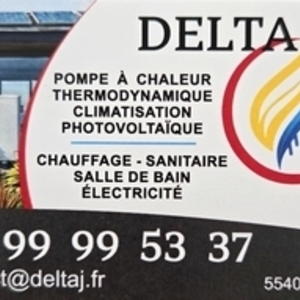 DELTA
POMPE À CHALEUR
THERMODYNAMIQUE
CLIMATISATION
PHOTOVOLTAÏQUE
CHAUFFAGE - SANITAIRE
SALLE DE BAIN
ÉLECTRICITÉ
99 99 53 37
t@deltaj.fr
5540